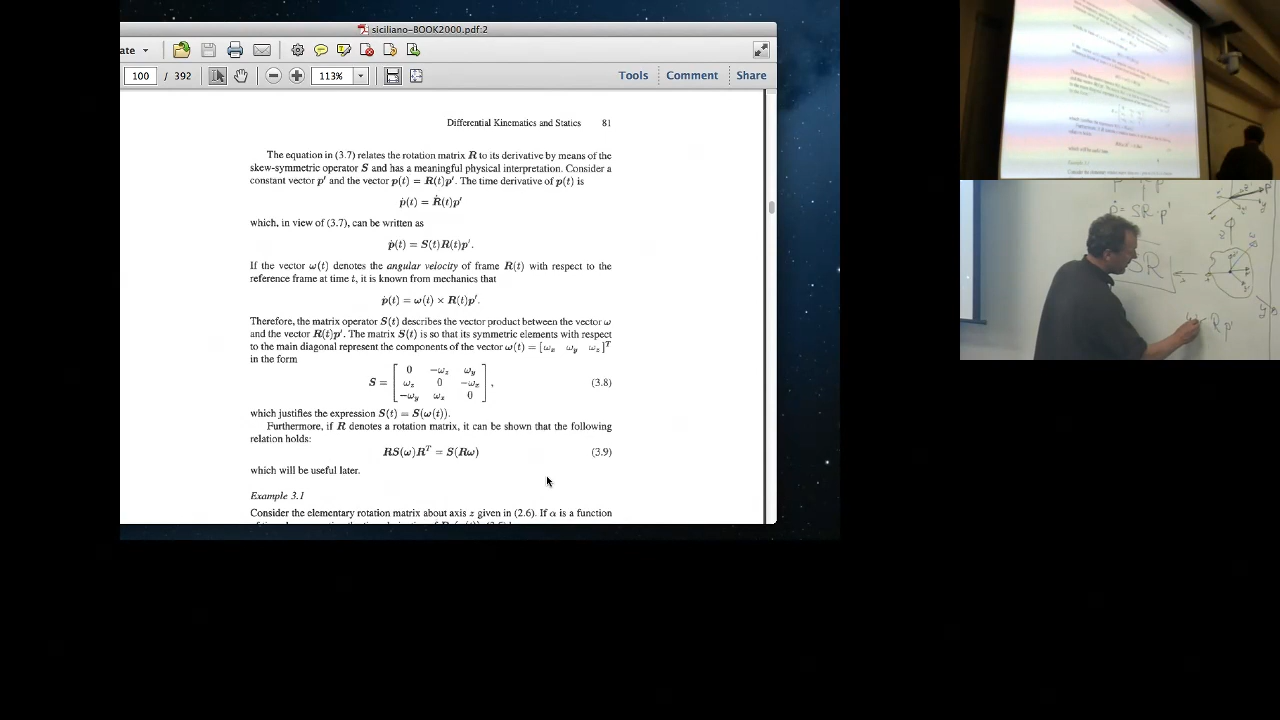 siciliano-BOOK2000.pdf:2
ate
100 / 392 113% Tools Comment Share
Differential Kinematics and Statics 81
The equation in (3.7) relates the rotation matrix R to its derivative by means of the
skew-symmetric operator S and has a meaningful physical interpretation. Consider a
constant vector p′ and the vector p(t) = R(t)p′. The time derivative of p(t) is
ṗ(t) = Ṙ(t)p′
which, in view of (3.7), can be written as
ṗ(t) = S(t)R(t)p′.
If the vector ω(t) denotes the angular velocity of frame R(t) with respect to the
reference frame at time t, it is known from mechanics that
ṗ(t) = ω(t) × R(t)p′.
Therefore, the matrix operator S(t) describes the vector product between the vector ω
and the vector R(t)p′. The matrix S(t) is so that its symmetric elements with respect
to the main diagonal represent the components of the vector ω(t) = [ωx ωy ωz]T
in the form
S = [ 0 −ωz ωy
ωz 0 −ωx
−ωy ωx 0 ], (3.8)
which justifies the expression S(t) = S(ω(t)).
Furthermore, if R denotes a rotation matrix, it can be shown that the following
relation holds:
RS(ω)RT = S(Rω) (3.9)
which will be useful later.
Example 3.1
Consider the elementary rotation matrix about axis z given in (2.6). If α is a function
ṗ = SR · p'
SR
R p'